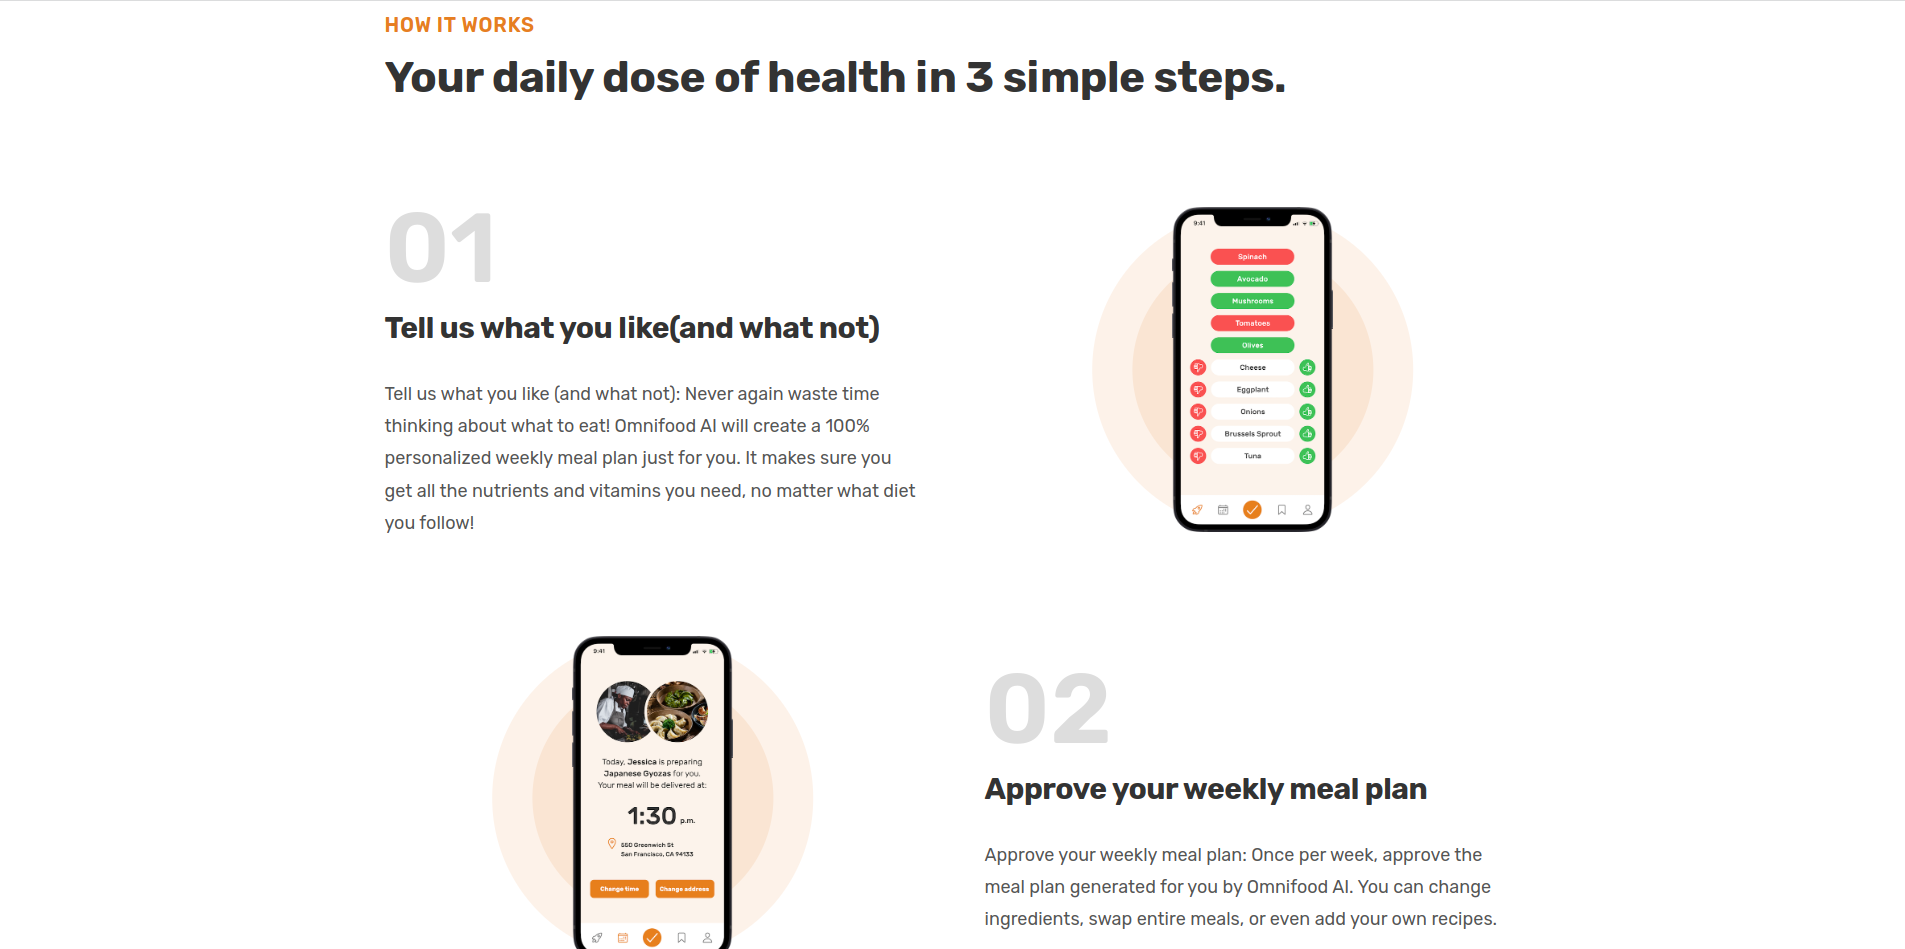 HOW IT WORKS
Your daily dose of health in 3 simple steps.
01
Tell us what you like(and what not)
Tell us what you like (and what not): Never again waste time
thinking about what to eat! Omnifood AI will create a 100%
personalized weekly meal plan just for you. It makes sure you
get all the nutrients and vitamins you need, no matter what diet
you follow!
9:41
Spinach
Avocado
Mushrooms
Tomatoes
Olives
Cheese
Eggplant
Onions
Brussels Sprout
Tuna
9:41
Today, Jessica is preparing
Japanese Gyozas for you.
Your meal will be delivered at:
1:30 p.m.
550 Greenwich St
San Francisco, CA 94133
Change time
Change address
02
Approve your weekly meal plan
Approve your weekly meal plan: Once per week, approve the
meal plan generated for you by Omnifood AI. You can change
ingredients, swap entire meals, or even add your own recipes.